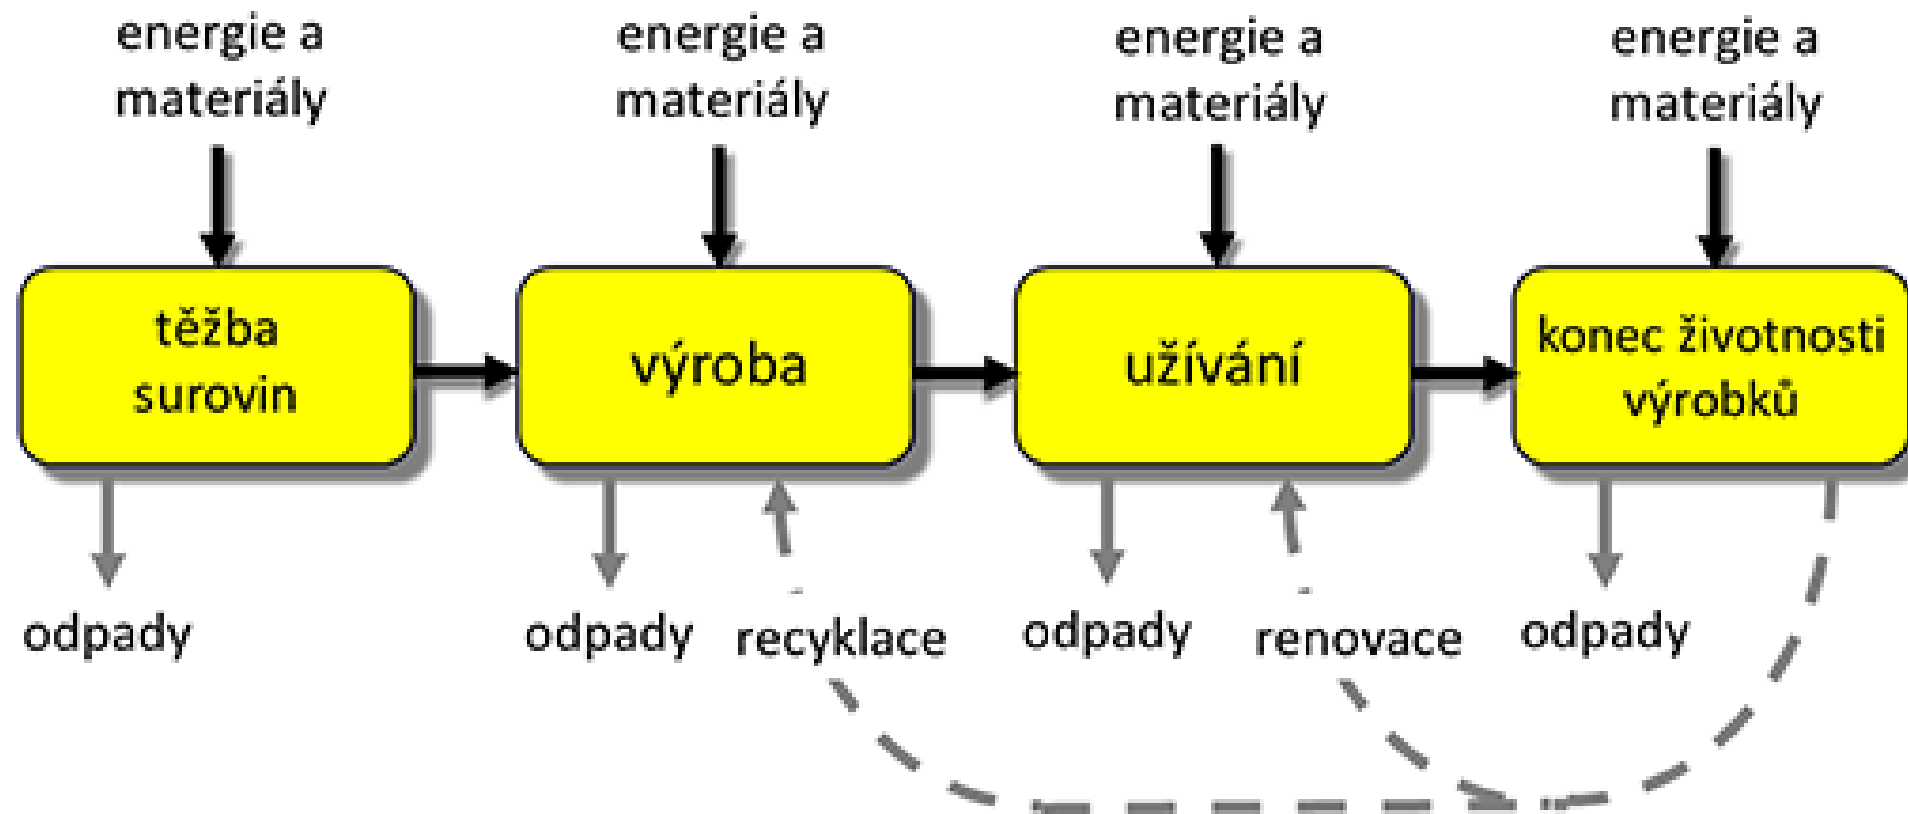 energie a
materiály
energie a
materiály
energie a
materiály
energie a
materiály
těžba
surovin
výroba
užívání
konec životnosti
výrobků
odpady
odpady
recyklace
odpady
renovace
odpady